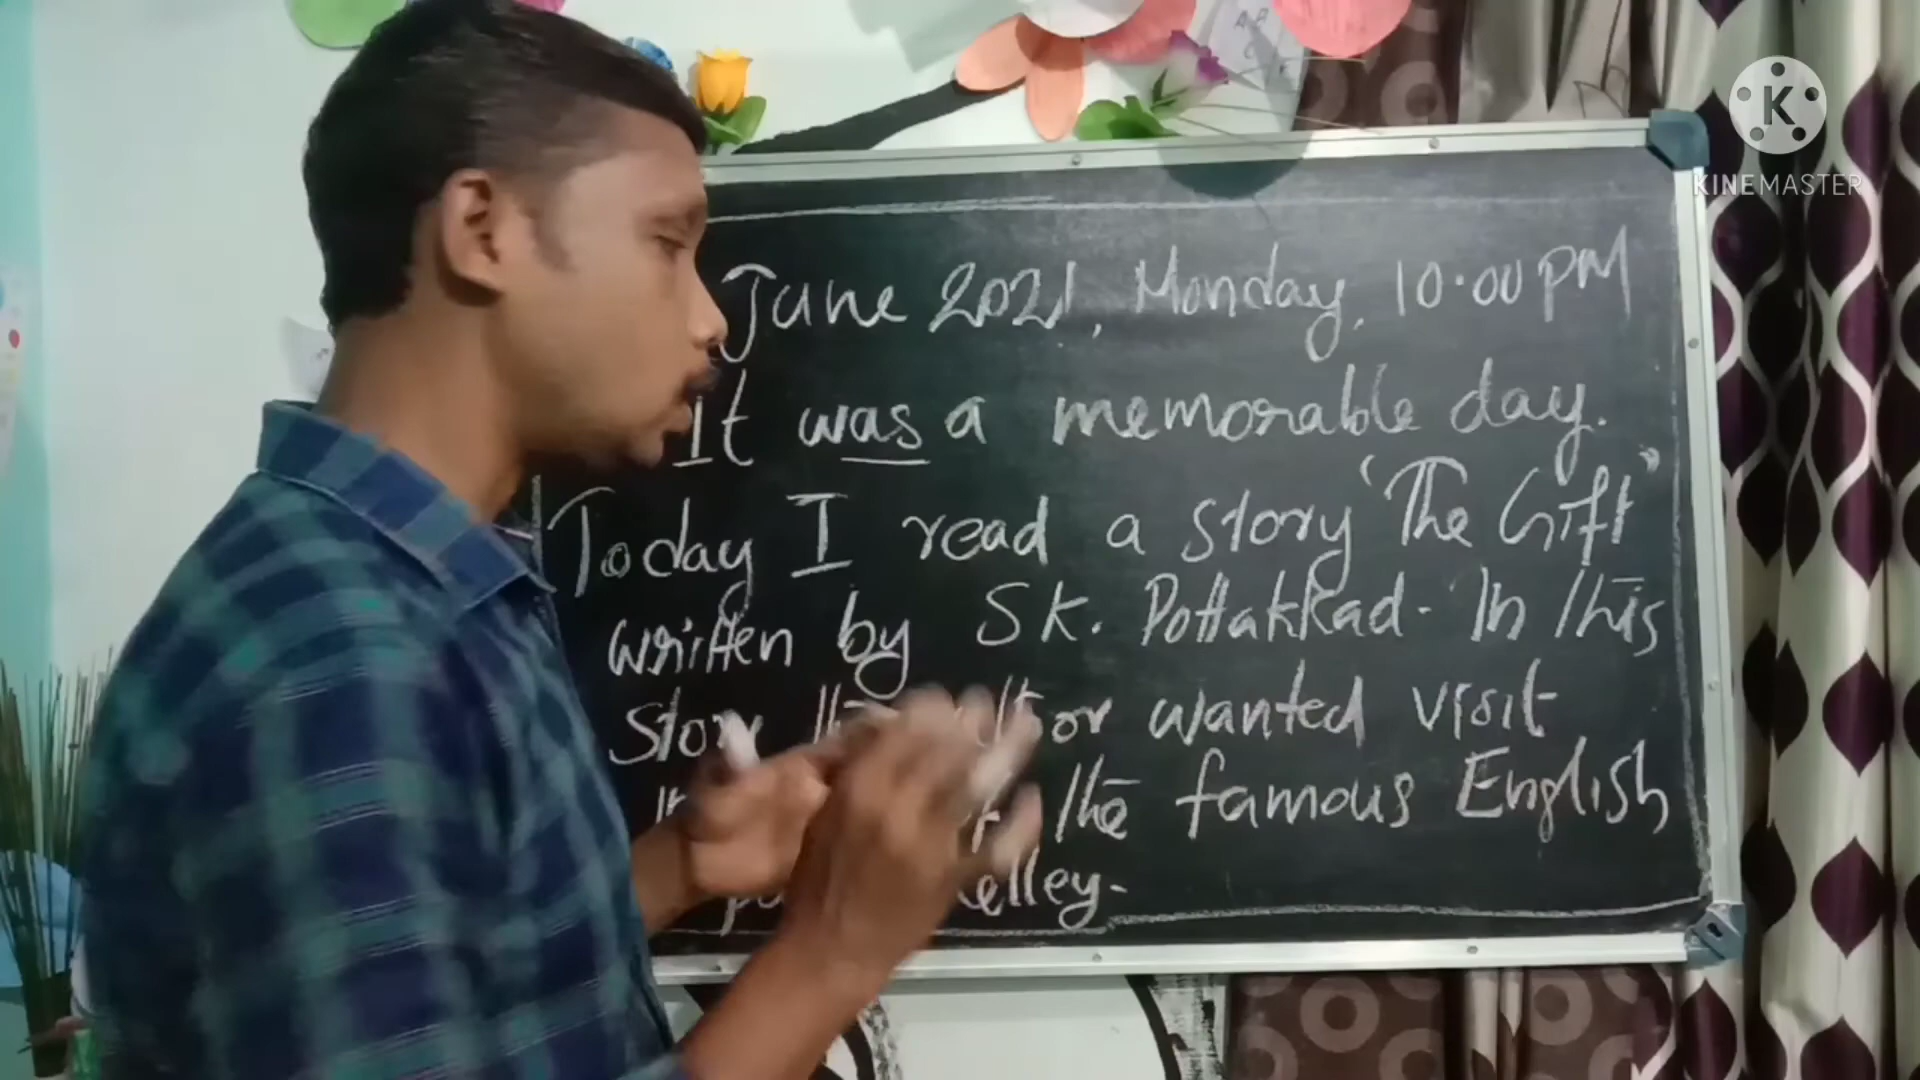 June 2021, Monday, 10.00 PM
It was a memorable day.
Today I read a story "The Gift"
written by S K. Pottakkad. In this
Story the or wanted visit
the famous English
elley.
K
KINEMASTER